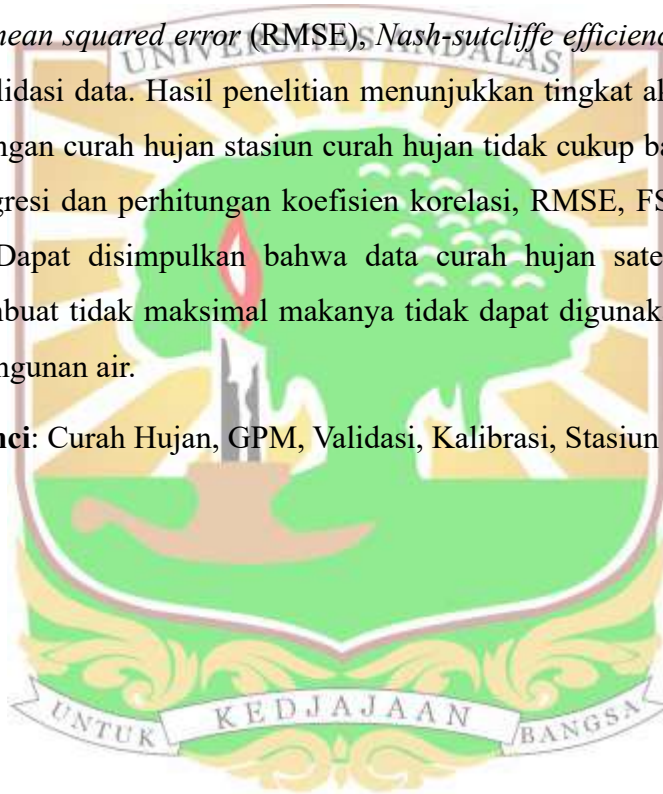 mean squared error (RMSE), Nash-sutcliffe efficienc
UNIVERSITAS ANDALAS
lidasi data. Hasil penelitian menunjukkan tingkat ak
ngan curah hujan stasiun curah hujan tidak cukup ba
gresi dan perhitungan koefisien korelasi, RMSE, FS
Dapat disimpulkan bahwa data curah hujan sate
buat tidak maksimal makanya tidak dapat digunak
ngunan air.
nci: Curah Hujan, GPM, Validasi, Kalibrasi, Stasiun
UNTUK KEDJAJAAN BANGSA